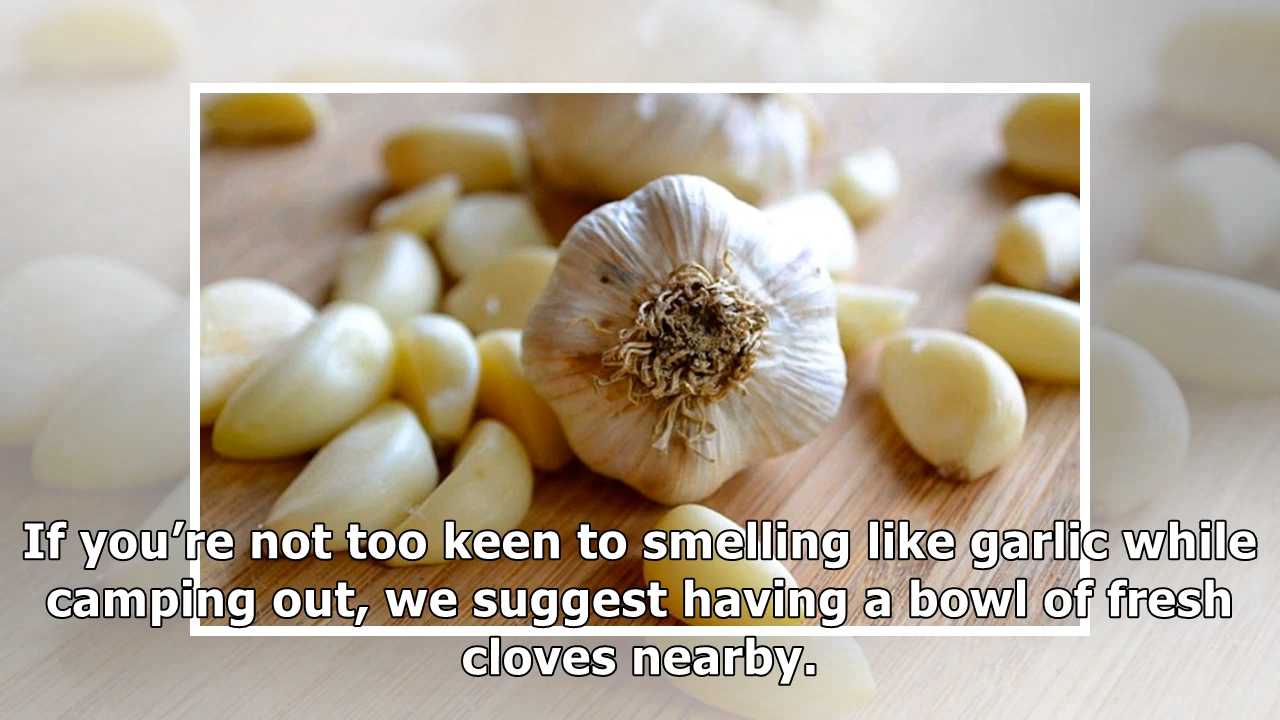 If you’re not too keen to smelling like garlic while
camping out, we suggest having a bowl of fresh
cloves nearby.